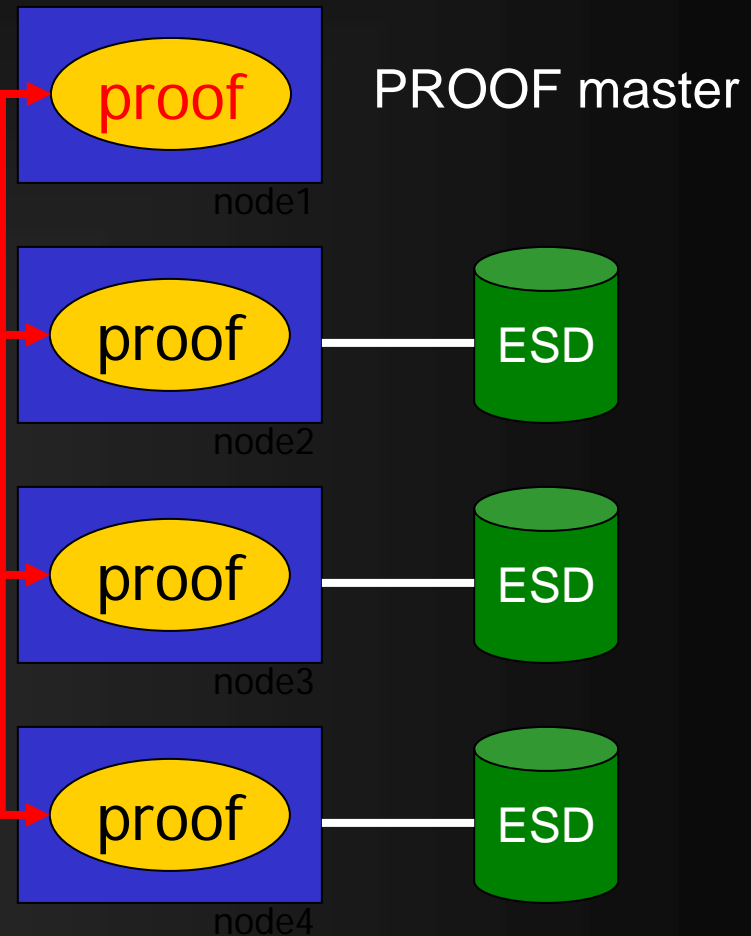 proof
PROOF master
node1
proof
ESD
node2
proof
ESD
node3
proof
ESD
node4